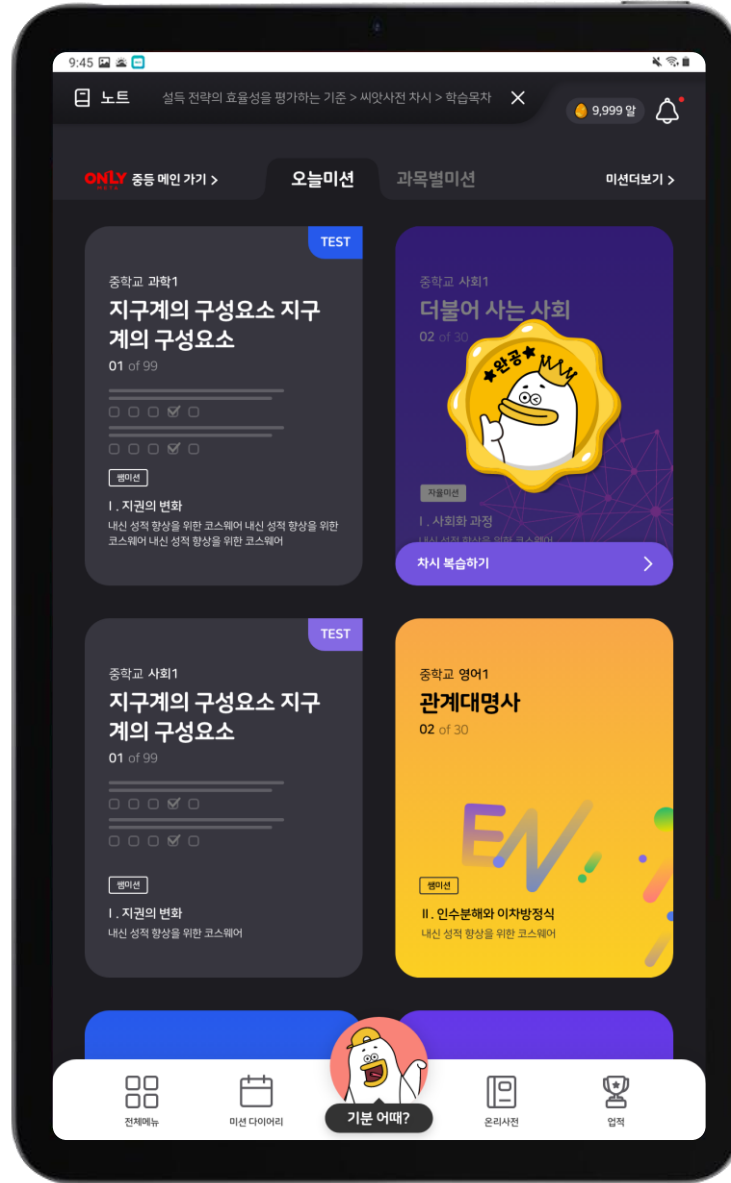 9:45
노트
설득 전략의 효율성을 평가하는 기준 > 씨앗사전 차시 > 학습목차
9,999 알
ONLY 중등 메인 가기 >
오늘미션
과목별미션
미션더보기 >
TEST
중학교 과학1
지구계의 구성요소 지구
계의 구성요소
01 of 99
쌤미션
I . 지권의 변화
내신 성적 향상을 위한 코스웨어 내신 성적 향상을 위한
코스웨어 내신 성적 향상을 위한 코스웨어
중학교 사회1
더불어 사는 사회
02 of 30
★완공★
자율미션
I . 사회화 과정
내신 성적 향상을 위한 코스웨어
차시 복습하기
TEST
중학교 사회1
지구계의 구성요소 지구
계의 구성요소
01 of 99
쌤미션
I . 지권의 변화
내신 성적 향상을 위한 코스웨어
중학교 영어1
관계대명사
02 of 30
EN
쌤미션
II . 인수분해와 이차방정식
내신 성적 향상을 위한 코스웨어
전체메뉴
미션 다이어리
기분 어때?
온리사전
업적